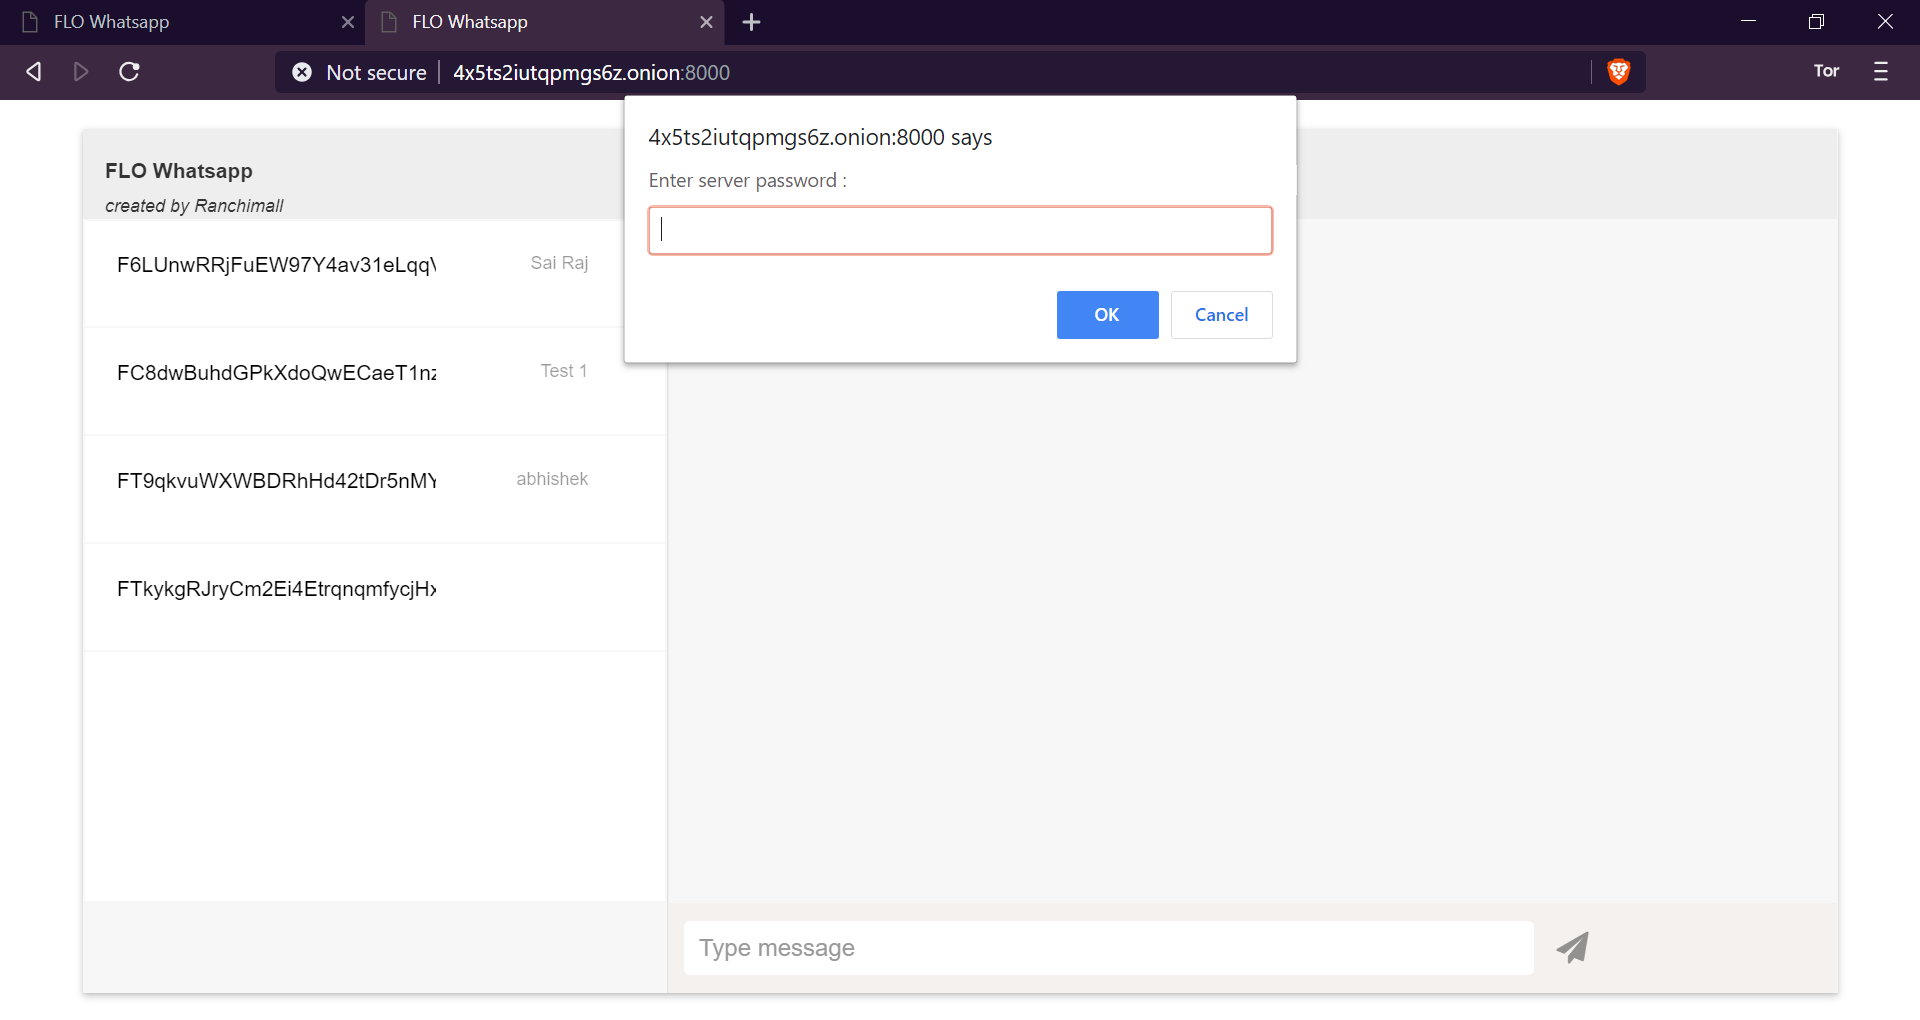 FLO Whatsapp
FLO Whatsapp
Not secure
4x5ts2iutqpmgs6z.onion:8000
Tor
4x5ts2iutqpmgs6z.onion:8000 says
Enter server password :
OK
Cancel
FLO Whatsapp
created by Ranchimall
F6LUnwRRjFuEW97Y4av31eLqq
Sai Raj
FC8dwBuhdGPkXdoQwECaeT1nz
Test 1
FT9qkvuWXWBDRhHd42tDr5nMY
abhishek
FTkykgRJryCm2Ei4EtrqnqmfycjHx
Type message